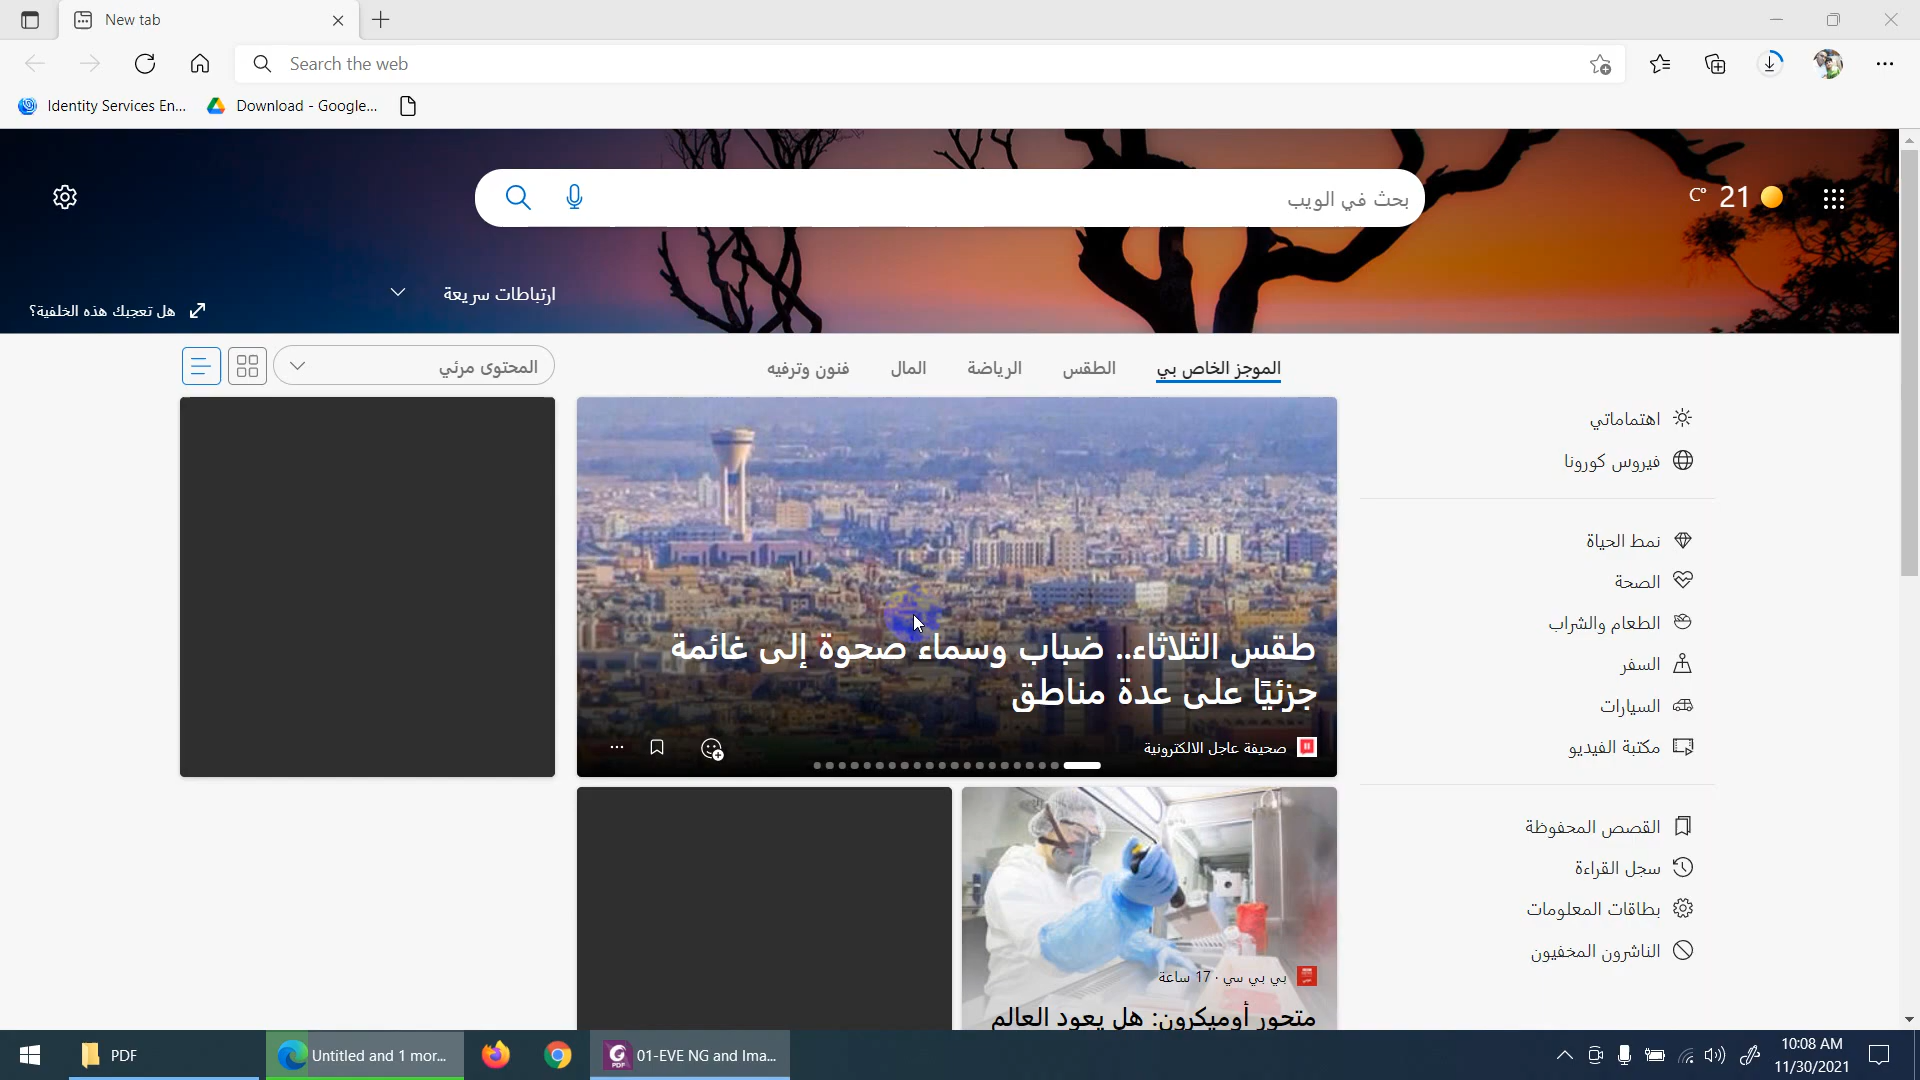 New tab
Search the web
Identity Services En...
Download - Google...
بحث في الويب
C° 21
ارتباطات سريعة
هل تعجبك هذه الخلفية؟
المحتوى مرئي
الموجز الخاص بي
الطقس
الرياضة
المال
فنون وترفيه
اهتماماتي
فيروس كورونا
نمط الحياة
الصحة
الطعام والشراب
السفر
السيارات
مكتبة الفيديو
القصص المحفوظة
سجل القراءة
بطاقات المعلومات
الناشرون المخفيون
طقس الثلاثاء.. ضباب وسماء صحوة إلى غائمة
جزئيًا على عدة مناطق
صحيفة عاجل الالكترونية
بي بي سي · 17 ساعة
متحور أوميكرون: هل يعود العالم
PDF
Untitled and 1 mor...
01-EVE NG and Ima...
10:08 AM
11/30/2021